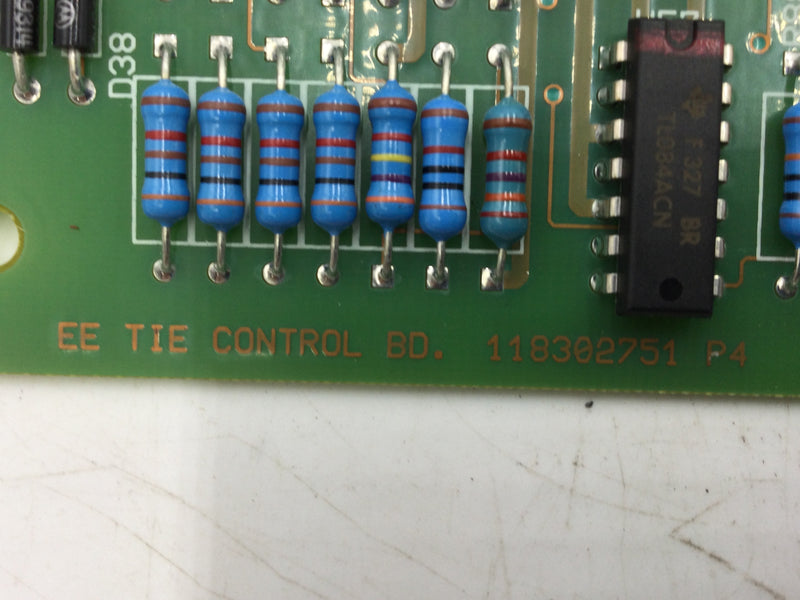 D38
F327 BR
TL084ACN
EE TIE CONTROL BD. 118302751 P4